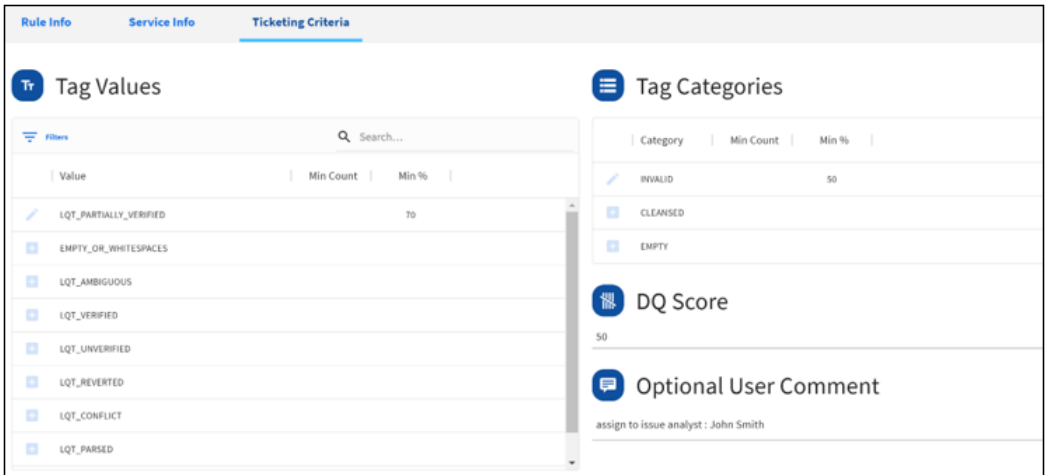 Rule Info Service Info Ticketing Criteria
Tr Tag Values
Filters Search...
Value Min Count Min %
LQT_PARTIALLY_VERIFIED 70
EMPTY_OR_WHITESPACES
LQT_AMBIGUOUS
LQT_VERIFIED
LQT_UNVERIFIED
LQT_REVERTED
LQT_CONFLICT
LQT_PARSED
Tag Categories
Category Min Count Min %
INVALID 50
CLEANSED
EMPTY
DQ Score
50
Optional User Comment
assign to issue analyst : John Smith